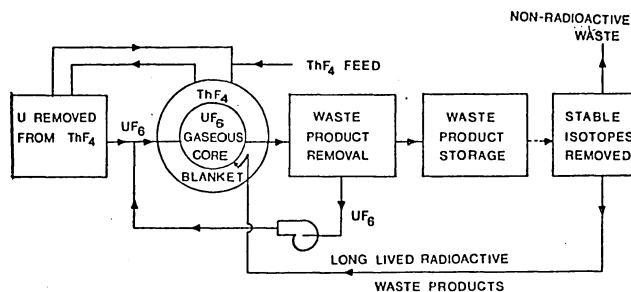 NON-RADIOACTIVE
WASTE
ThF4 FEED
U REMOVED
FROM ThF4
UF6
ThF4
UF6
GASEOUS
CORE
BLANKET
WASTE
PRODUCT
REMOVAL
WASTE
PRODUCT
STORAGE
STABLE
ISOTOPES
REMOVED
UF6
LONG LIVED RADIOACTIVE
WASTE PRODUCTS